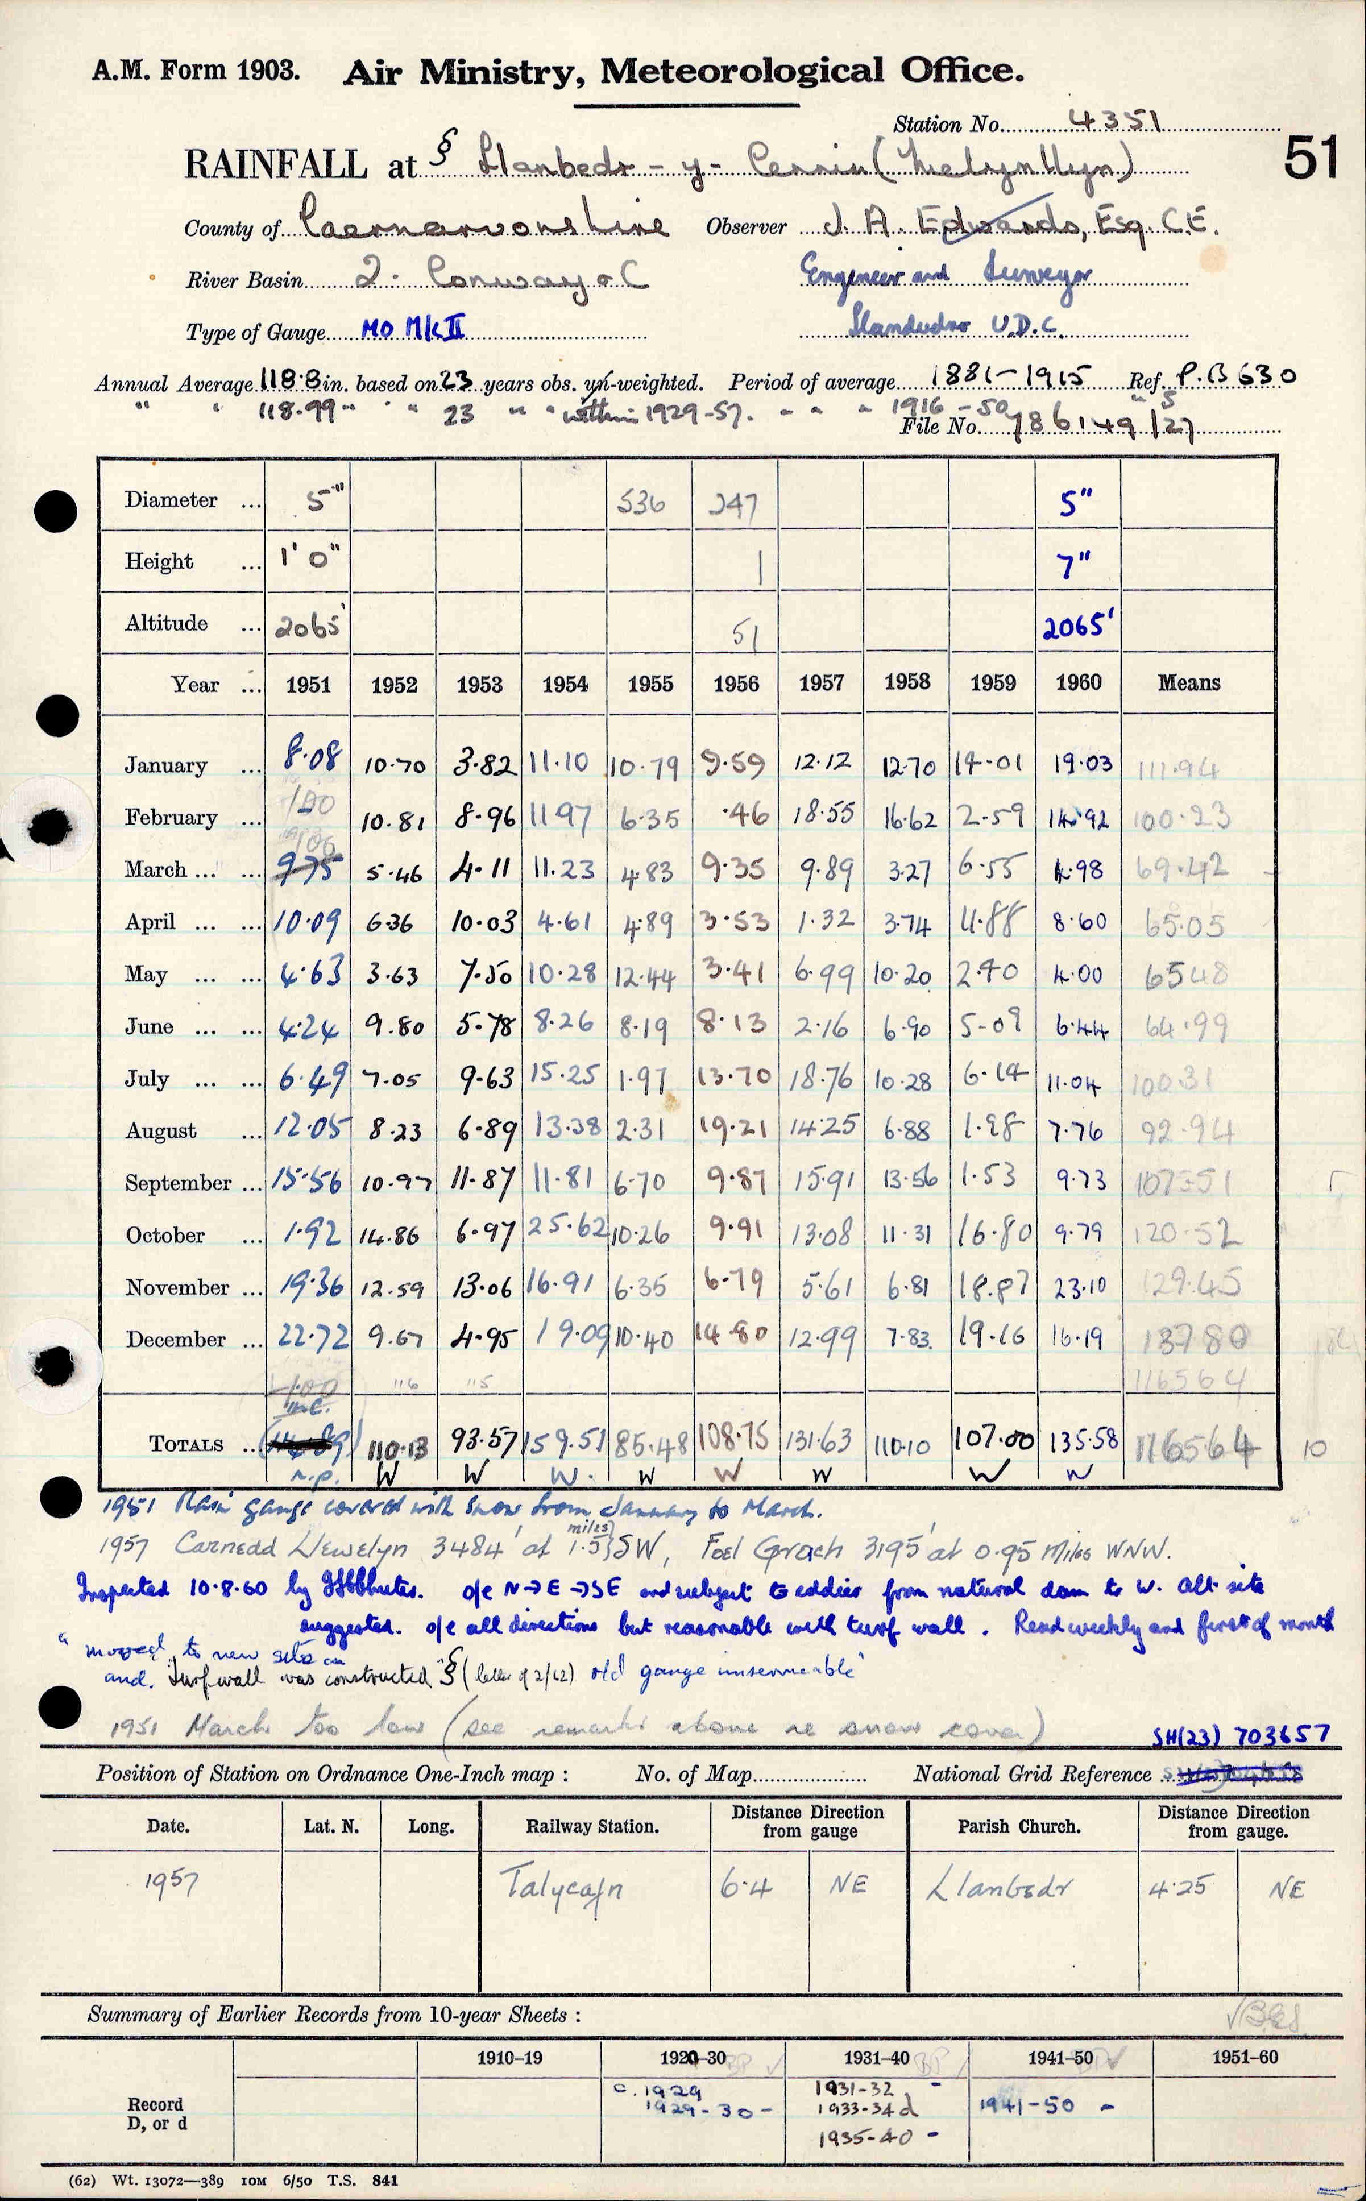 A.M. Form 1903. Air Ministry, Meteorological Office.
Station No. 4351
51
RAINFALL at § Llanbedr - y - Cennin (Melynllyn)
County of Caernarvonshire Observer J. A. Edwards, Esq. C.E.
River Basin 2. Conway & C Engineer and Surveyor
Type of Gauge MO Mk II Llandudno U.D.C.
Annual Average 118.8 in. based on 23 years obs. un-weighted. Period of average 1881-1915 Ref. P.B 630
" " 118.99 " " " 23 " " within 1929-57. " " " 1916-50 " 5
File No. 786149/27
Diameter ... 5" 536 247 5"
Height ... 1' 0" 1 7"
Altitude ... 2065' 51 2065'
Year ... 1951 1952 1953 1954 1955 1956 1957 1958 1959 1960 Means
January ... 8.08 10.70 3.82 11.10 10.79 9.59 12.12 12.70 14.01 19.03 111.94
February ... 10.81 8.96 11.97 6.35 .46 18.55 16.62 2.59 14.92 100.23
March ... ... 9.75 5.46 4.11 11.23 4.83 9.35 9.89 3.27 6.55 4.98 69.42
April ... ... 10.09 6.36 10.03 4.61 4.89 3.53 1.32 3.74 11.88 8.60 65.05
May ... ... 4.63 3.63 7.50 10.28 12.44 3.41 6.99 10.20 2.40 4.00 65.48
June ... ... 4.24 9.80 5.78 8.26 8.19 8.13 2.16 6.90 5.09 6.44 64.99
July ... ... 6.49 7.05 9.63 15.25 1.97 13.70 18.76 10.28 6.14 11.04 100.31
August ... 12.05 8.23 6.89 13.38 2.31 19.21 14.25 6.88 1.98 7.76 92.94
September ... 15.56 10.97 11.87 11.81 6.70 9.87 15.91 13.56 1.53 9.73 107.51
October ... 1.92 14.86 6.97 25.62 10.26 9.91 13.08 11.31 16.80 9.79 120.52
November ... 19.36 12.59 13.06 16.91 6.35 6.79 5.61 6.81 18.87 23.10 129.45
December ... 22.72 9.67 4.95 19.09 10.40 14.80 12.99 7.83 19.16 16.19 137.80
116 115 1165 64
TOTALS ... 110.13 93.57 159.51 85.48 108.75 131.63 110.10 107.00 135.58 1165.64 10
n.p. W W W. W W W W W
1951 Rain gauge covered with snow from January to March.
1957 Carnedd Llewelyn 3484' at 1.5 miles SW, Foel Grach 3195' at 0.95 miles WNW.
Inspected 10.8.60 by o/e N→E→SE and subject to eddies from natural dam to W. Alt. site
suggested. o/e all directions but reasonable with turf wall. Read weekly and first of month
"moved to new site
and. Turf wall was constructed" § (letter of 2/62) old gauge unserviceable
1951 March too low (see remarks above re snow cover)
SH(23) 703657
Position of Station on Ordnance One-Inch map : No. of Map National Grid Reference
Date. Lat. N. Long. Railway Station. Distance Direction from gauge Parish Church. Distance Direction from gauge.
1957 Talycafn 6.4 NE Llanbedr 4.25 NE
Summary of Earlier Records from 10-year Sheets :
1910–19 1920–30 1931–40 1941–50 1951–60
Record D, or d
c. 1929 1931-32 -
1929-30 - 1933-34 d 1941-50 -
1935-40 -
(62) Wt. 13072—389 10M 6/50 T.S. 841